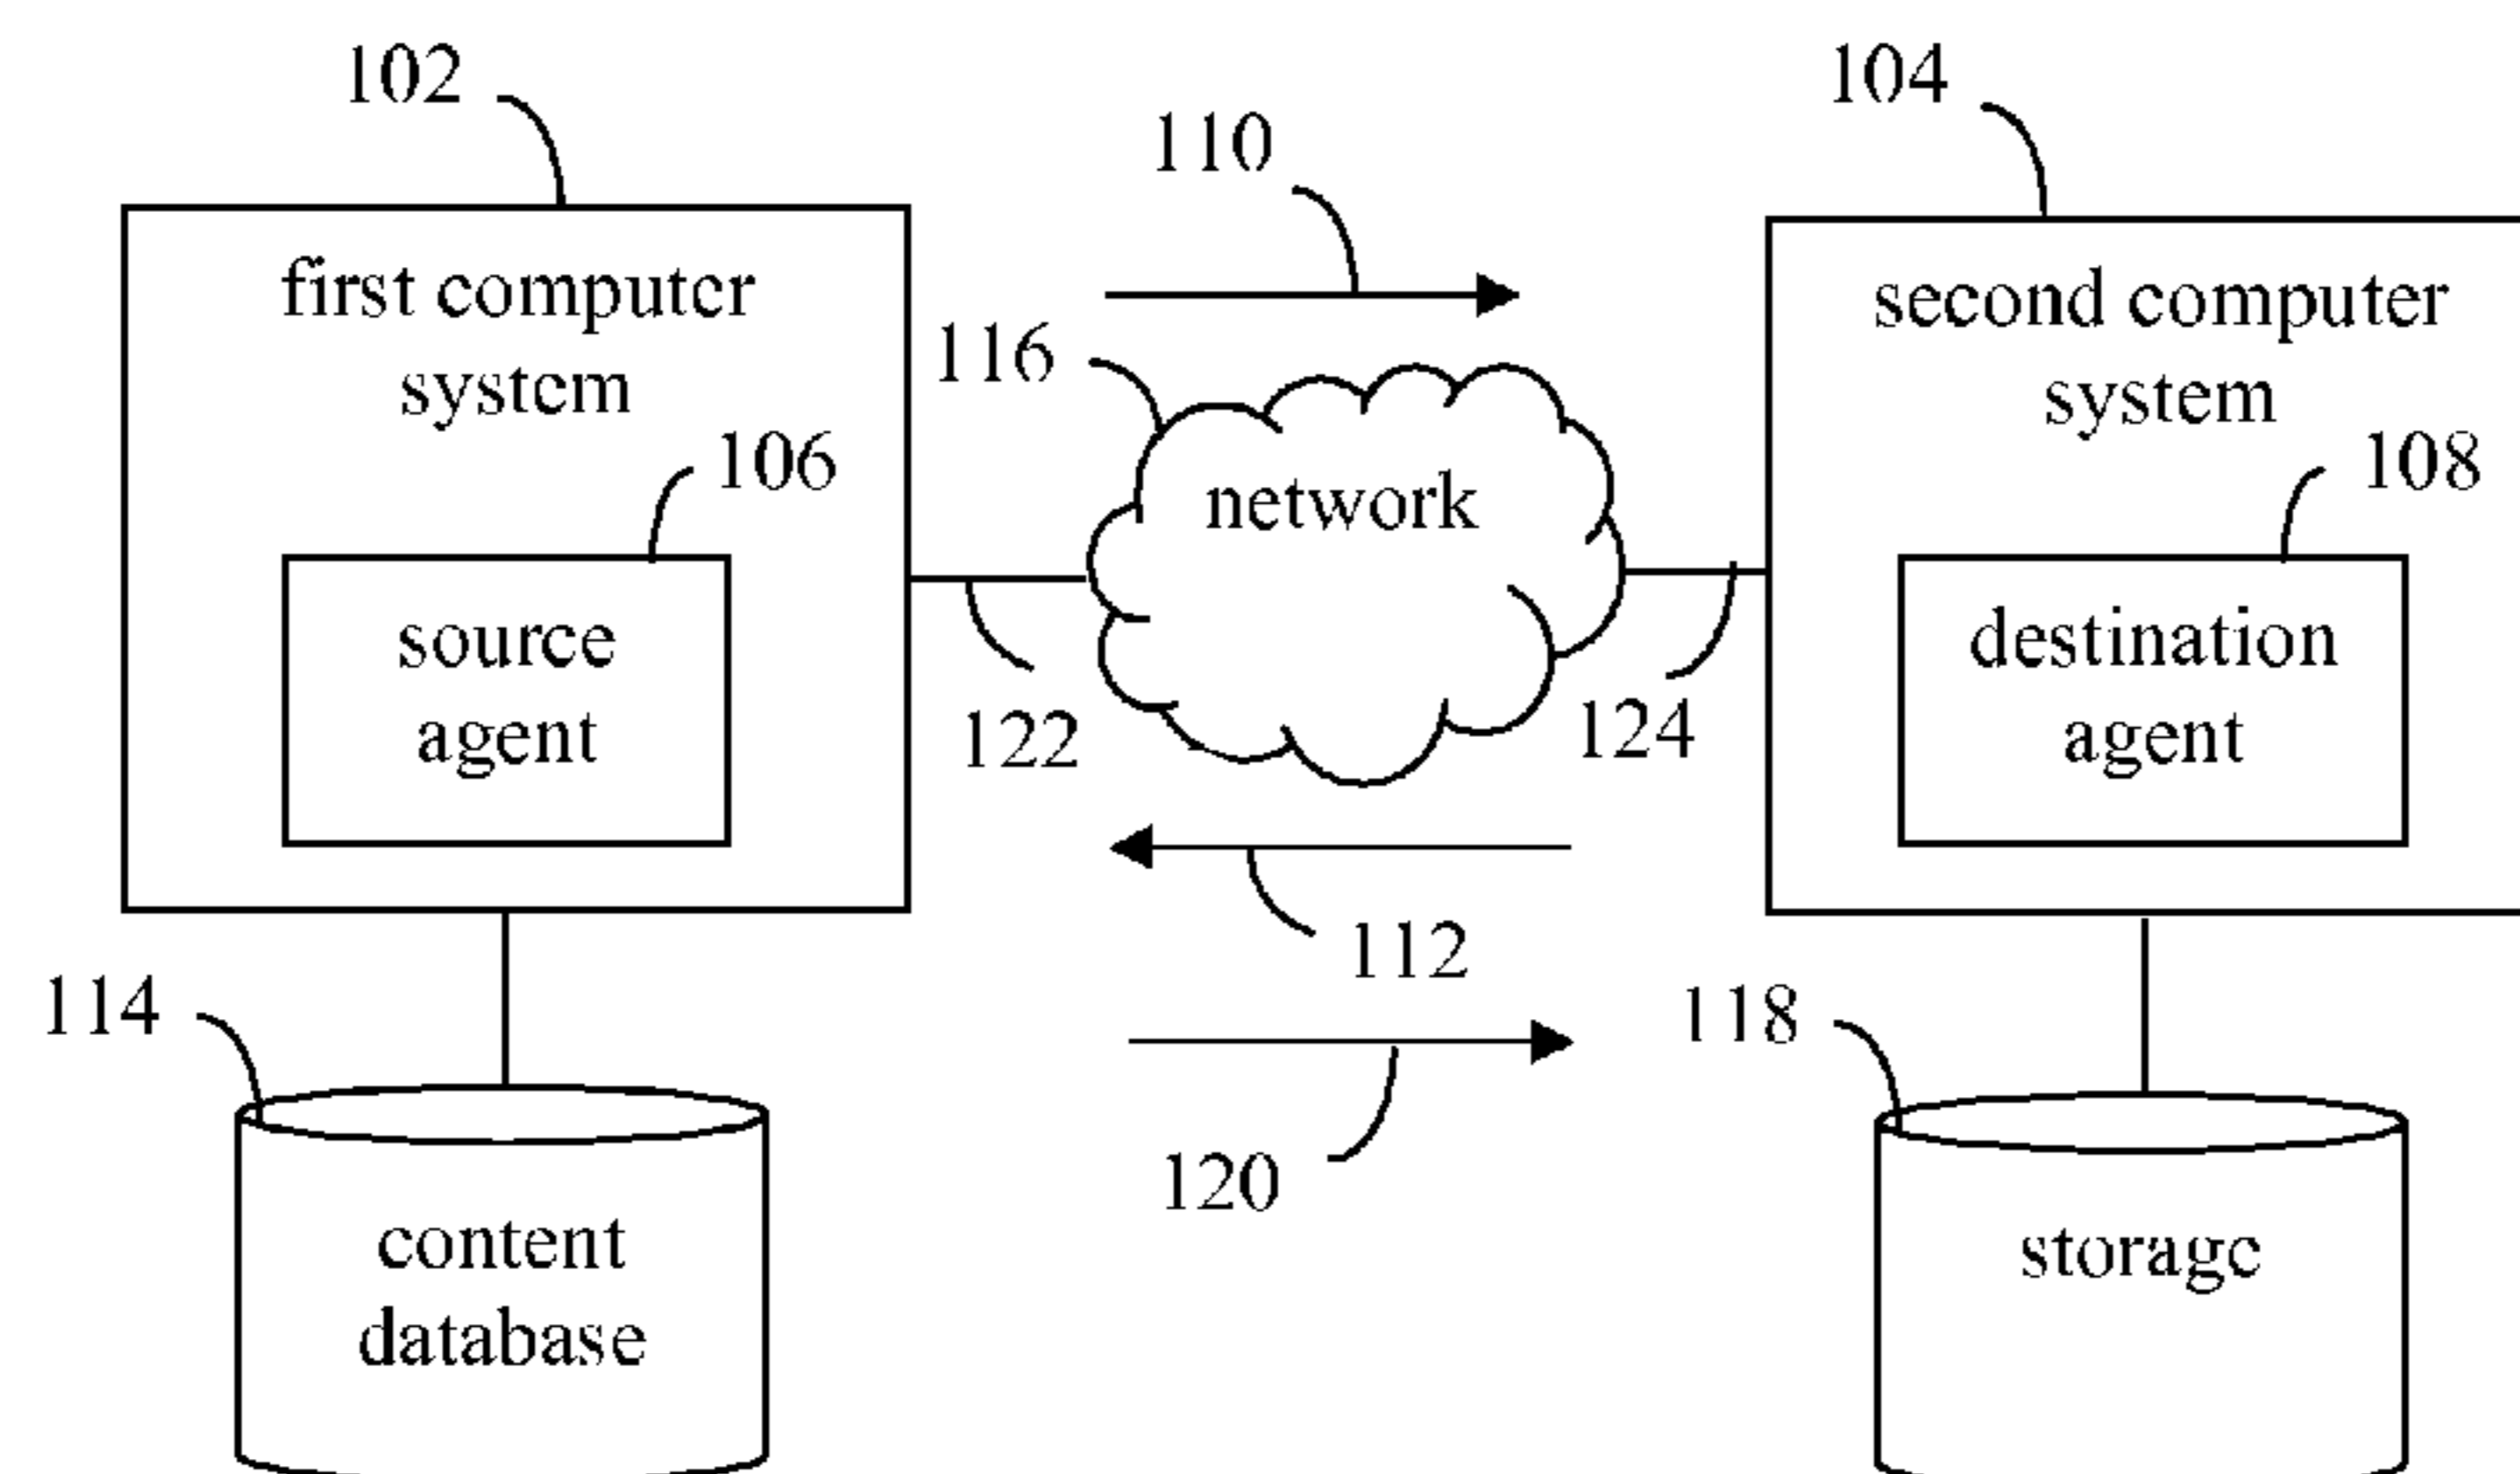 102
104
110
first computer
system
second computer
system
116
106
108
network
source
agent
destination
agent
122
124
112
114
118
120
content
database
storage